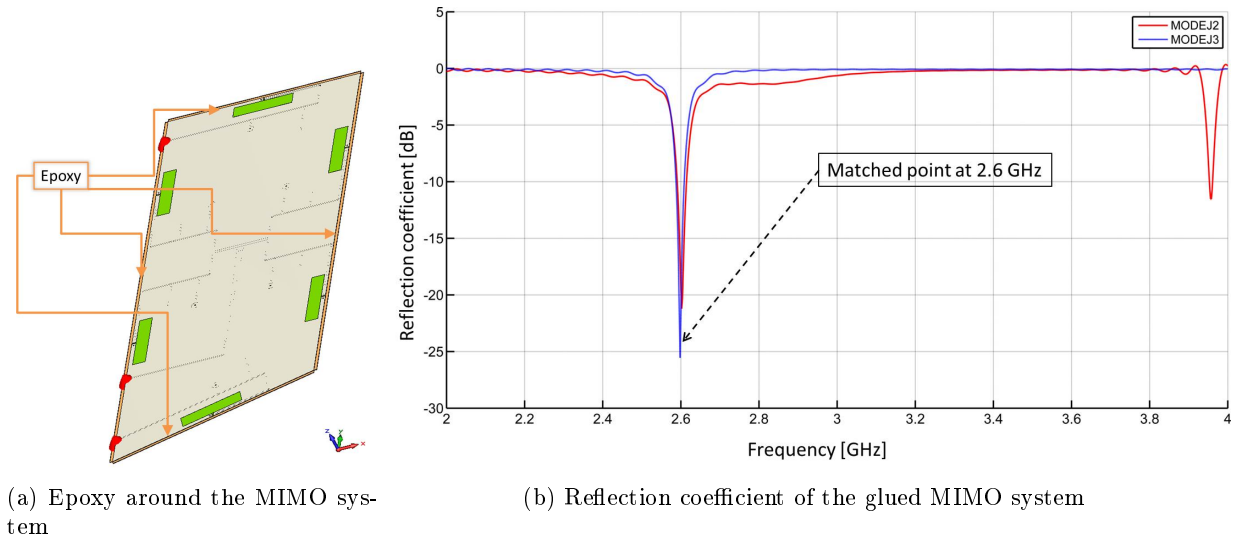 Epoxy
z
y
x
5
0
-5
-10
-15
-20
-25
-30
2
2.2
2.4
2.6
2.8
3
3.2
3.4
3.6
3.8
4
Reflection coefficient [dB]
Frequency [GHz]
MODEJ2
MODEJ3
Matched point at 2.6 GHz
(a) Epoxy around the MIMO sys-
tem
(b) Reflection coefficient of the glued MIMO system